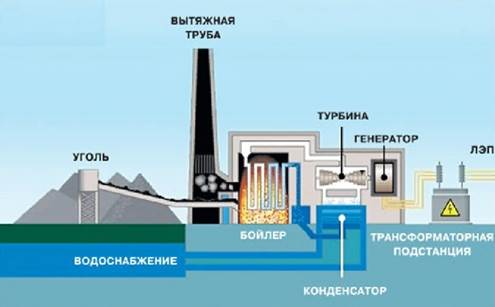 ВЫТЯЖНАЯ
ТРУБА
ТУРБИНА
ГЕНЕРАТОР
ЛЭП
УГОЛЬ
БОЙЛЕР
ТРАНСФОРМАТОРНАЯ
ПОДСТАНЦИЯ
ВОДОСНАБЖЕНИЕ
КОНДЕНСАТОР